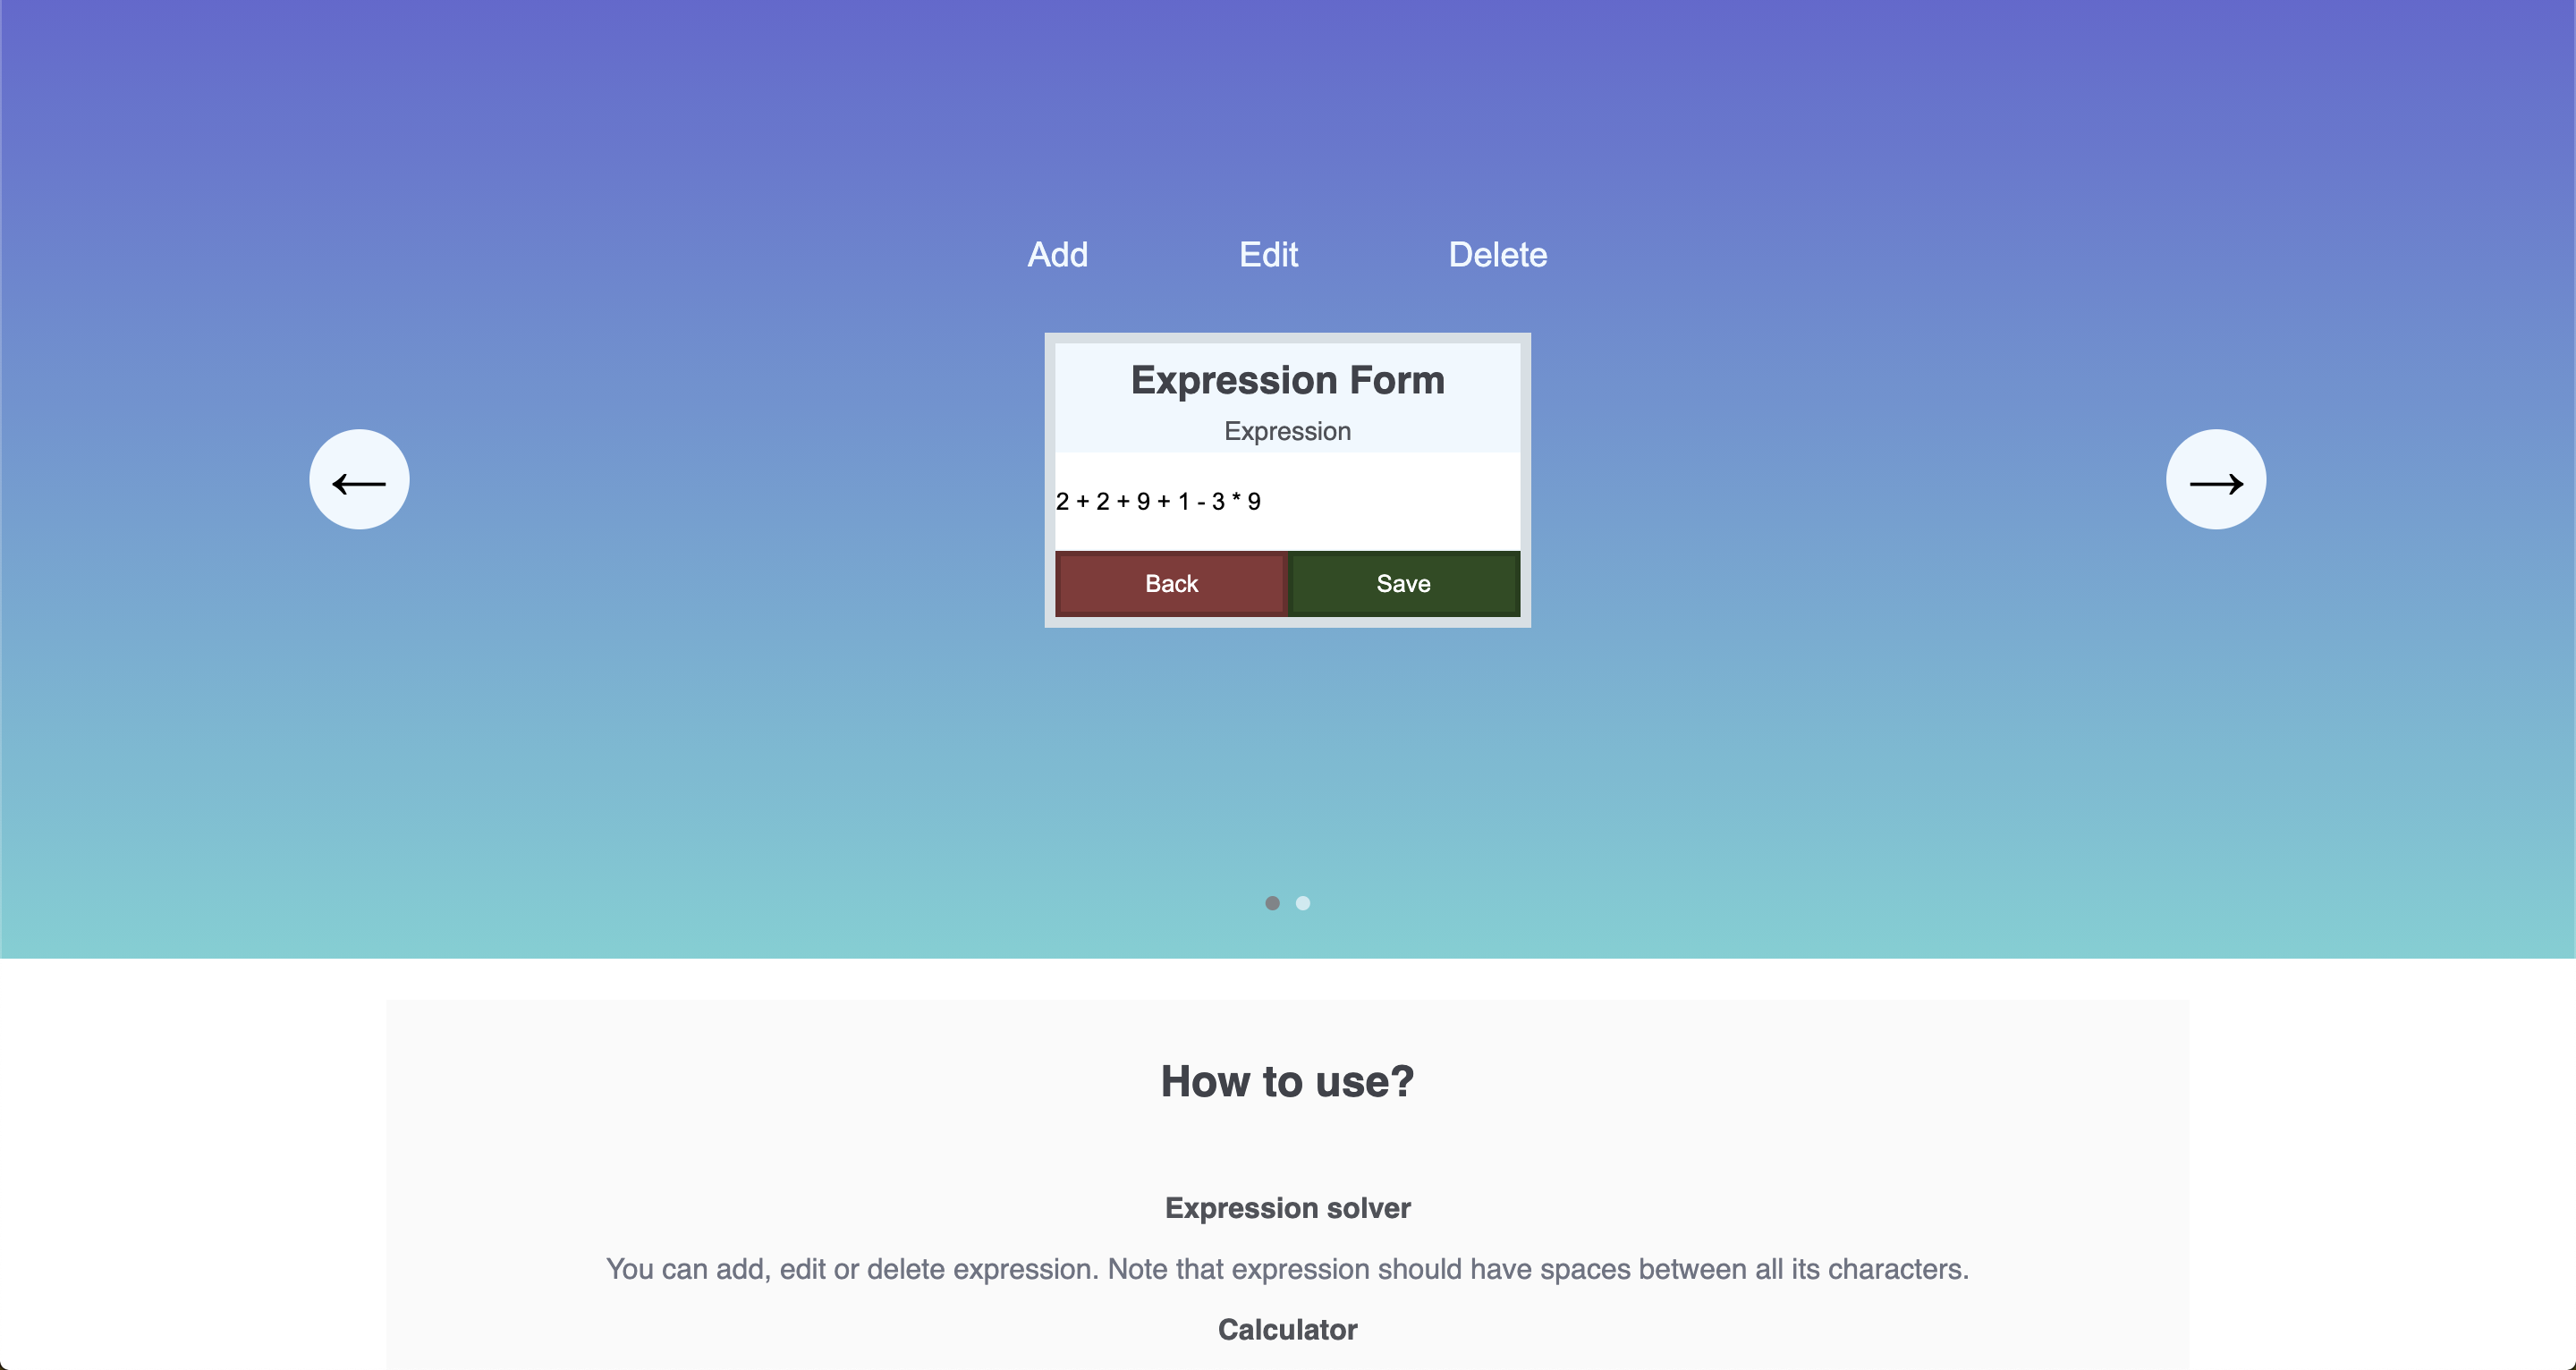 Add Edit Delete
Expression Form
Expression
2 + 2 + 9 + 1 - 3 * 9
Back Save
← →
How to use?
Expression solver
You can add, edit or delete expression. Note that expression should have spaces between all its characters.
Calculator